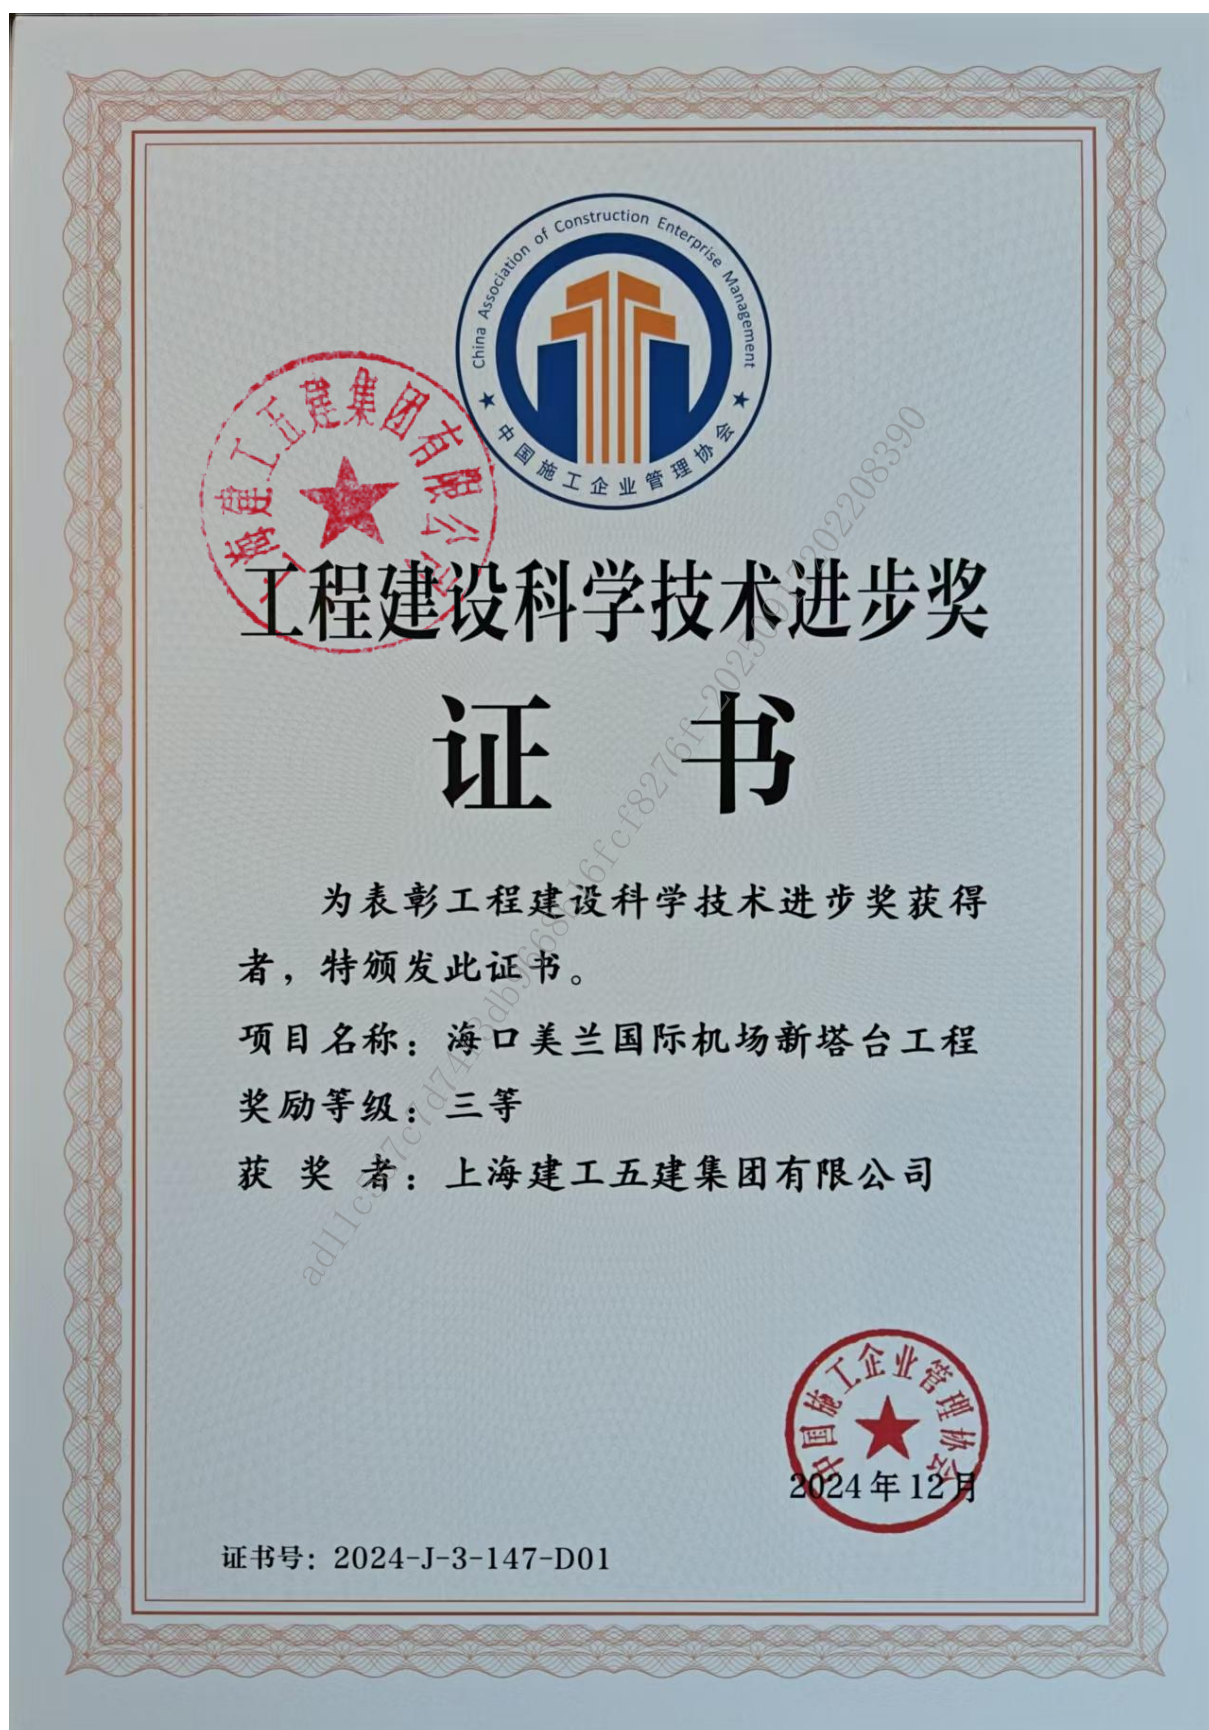 China Association of Construction Enterprise Management
中国施工企业管理协会
上海建工五建集团有限公司
工程建设科学技术进步奖
证 书
为表彰工程建设科学技术进步奖获得
者，特颁发此证书。
项目名称：海口美兰国际机场新塔台工程
奖励等级：三等
获 奖 者：上海建工五建集团有限公司
中国施工企业管理协会
2024年12月
证书号：2024-J-3-147-D01